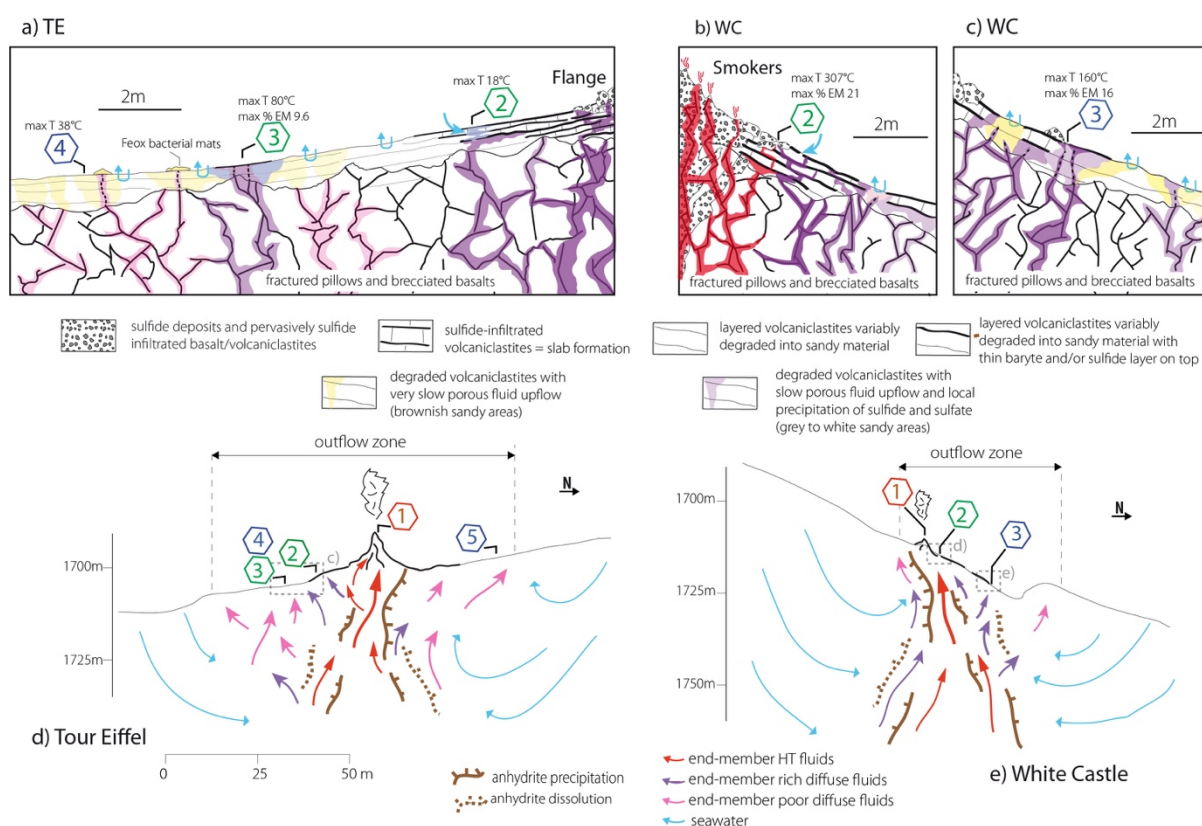 a) TE
b) WC
c) WC
2m
max T 38°C
4
Feox bacterial mats
max T 80°C
max % EM 9.6
3
max T 18°C
2
Flange
fractured pillows and brecciated basalts
Smokers
max T 307°C
max % EM 21
2
2m
fractured pillows and brecciated basalts
max T 160°C
max % EM 16
3
2m
fractured pillows and brecciated basalts
sulfide deposits and pervasively sulfide
infiltrated basalt/volcaniclastites
sulfide-infiltrated
volcaniclastites = slab formation
layered volcaniclastites variably
degraded into sandy material
layered volcaniclastites variably
degraded into sandy material with
thin baryte and/or sulfide layer on top
degraded volcaniclastites with
very slow porous fluid upflow
(brownish sandy areas)
degraded volcaniclastites with
slow porous fluid upflow and local
precipitation of sulfide and sulfate
(grey to white sandy areas)
outflow zone
N
1
4
2
3
c)
5
1700m
1725m
d) Tour Eiffel
0 25 50 m
outflow zone
N
1
2
3
d)
e)
1700m
1725m
1750m
e) White Castle
anhydrite precipitation
anhydrite dissolution
end-member HT fluids
end-member rich diffuse fluids
end-member poor diffuse fluids
seawater